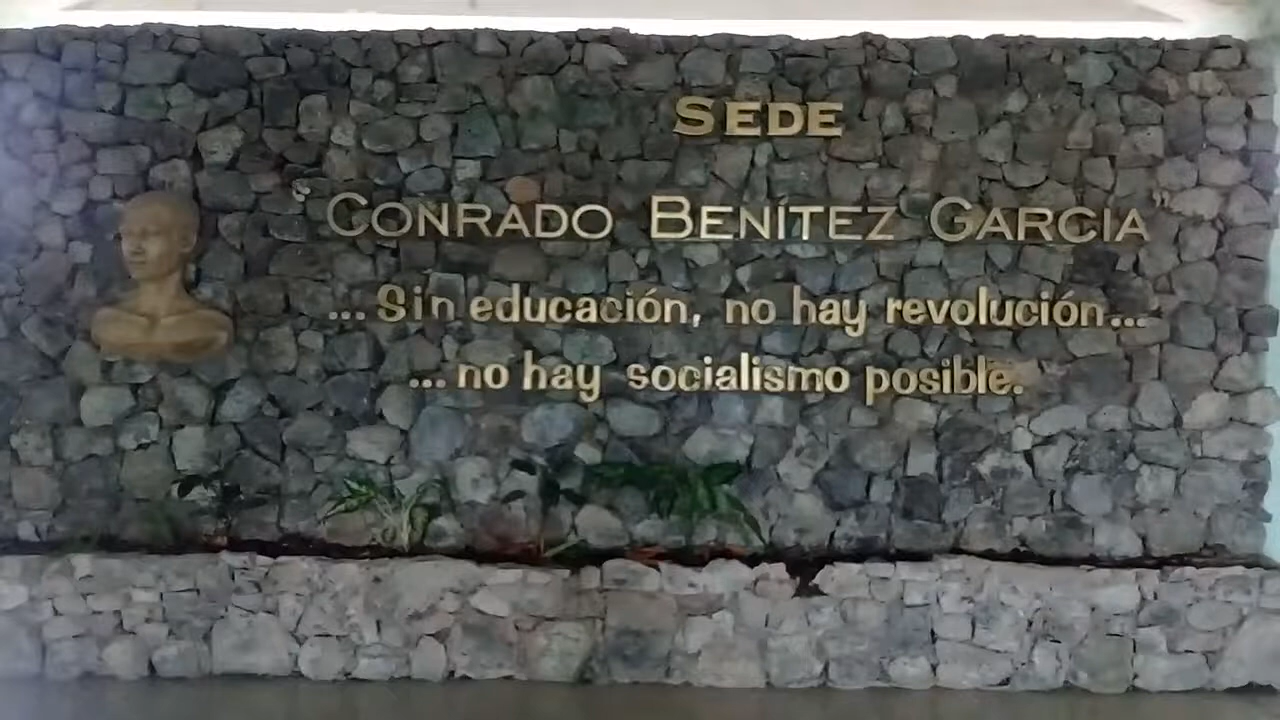 SEDE
CONRADO BENÍTEZ GARCIA
...Sin educación, no hay revolución...
...no hay socialismo posible.